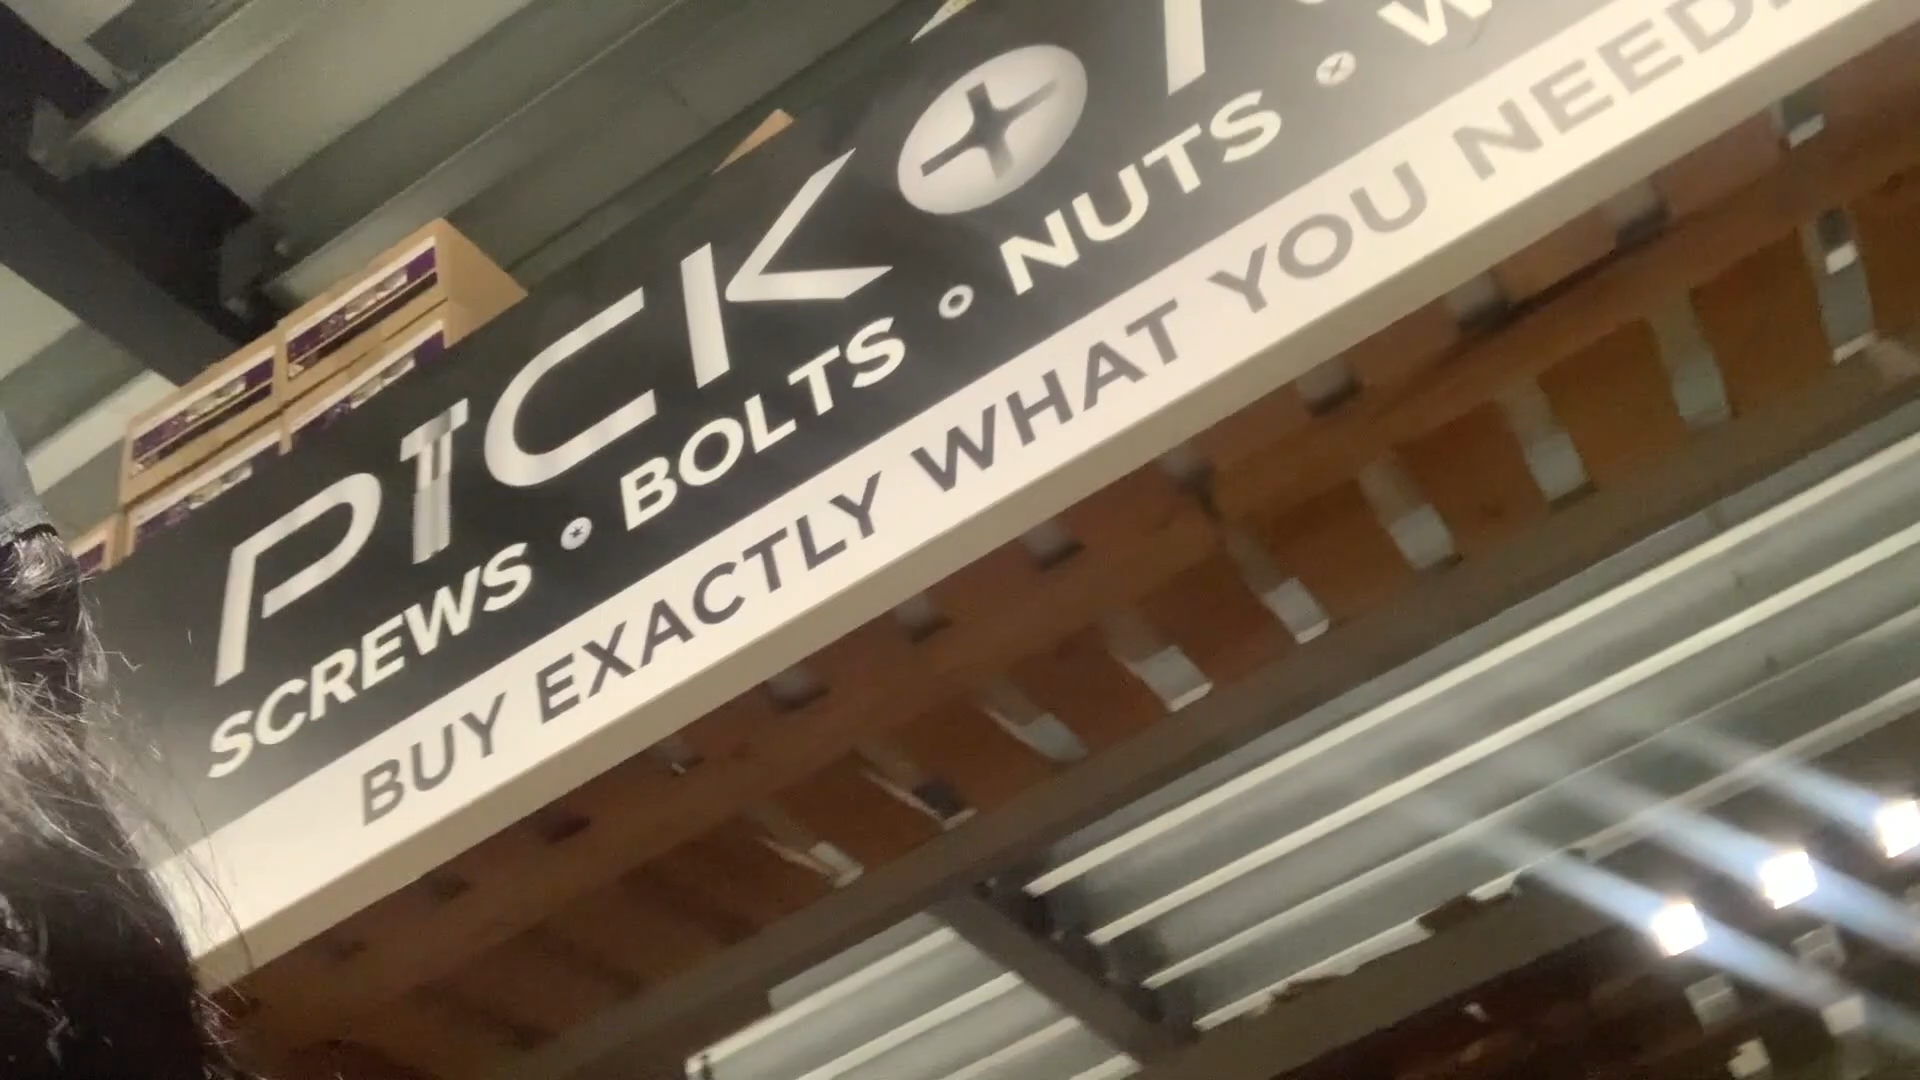 PICK
SCREWS • BOLTS • NUTS •
BUY EXACTLY WHAT YOU NEED